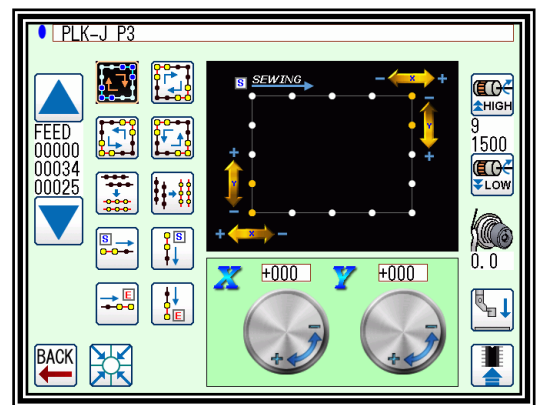 PLK-J P3
FEED
00000
00034
00025
S SEWING
X
Y
Y
X
HIGH
9
1500
LOW
0.0
S
S
E
E
X +000 Y +000
BACK